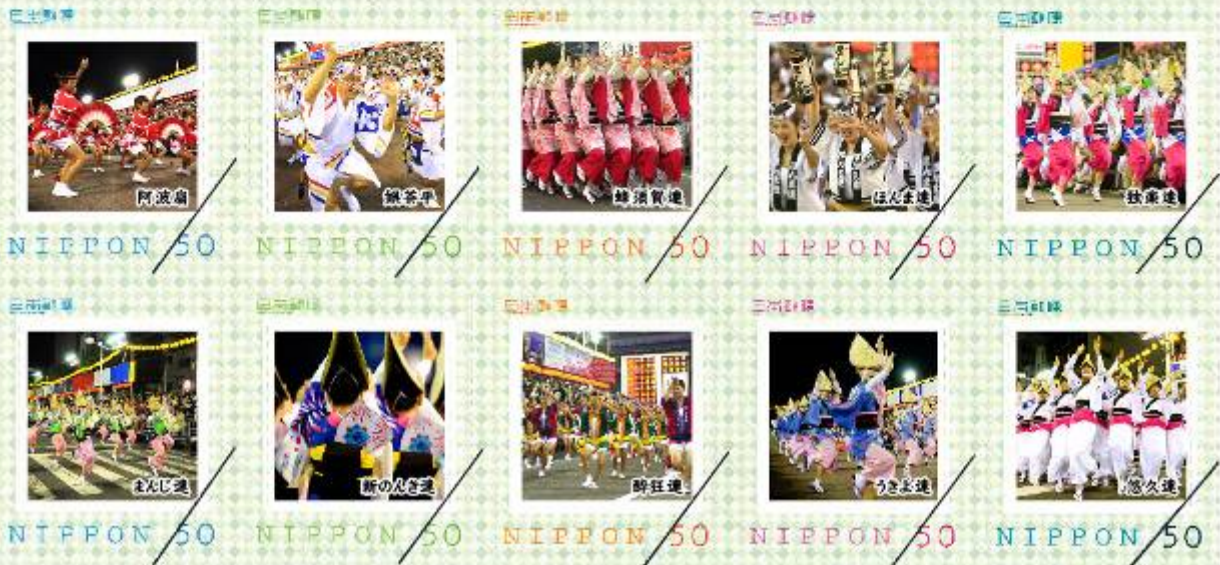 日本郵便 日本郵便 日本郵便 日本郵便 日本郵便
阿波扇 娯茶平 蜂須賀連 ほんま連 独楽連
NIPPON 50 NIPPON 50 NIPPON 50 NIPPON 50 NIPPON 50
日本郵便 日本郵便 日本郵便 日本郵便 日本郵便
まんじ連 新のんき連 酔狂連 うきよ連 悠久連
NIPPON 50 NIPPON 50 NIPPON 50 NIPPON 50 NIPPON 50